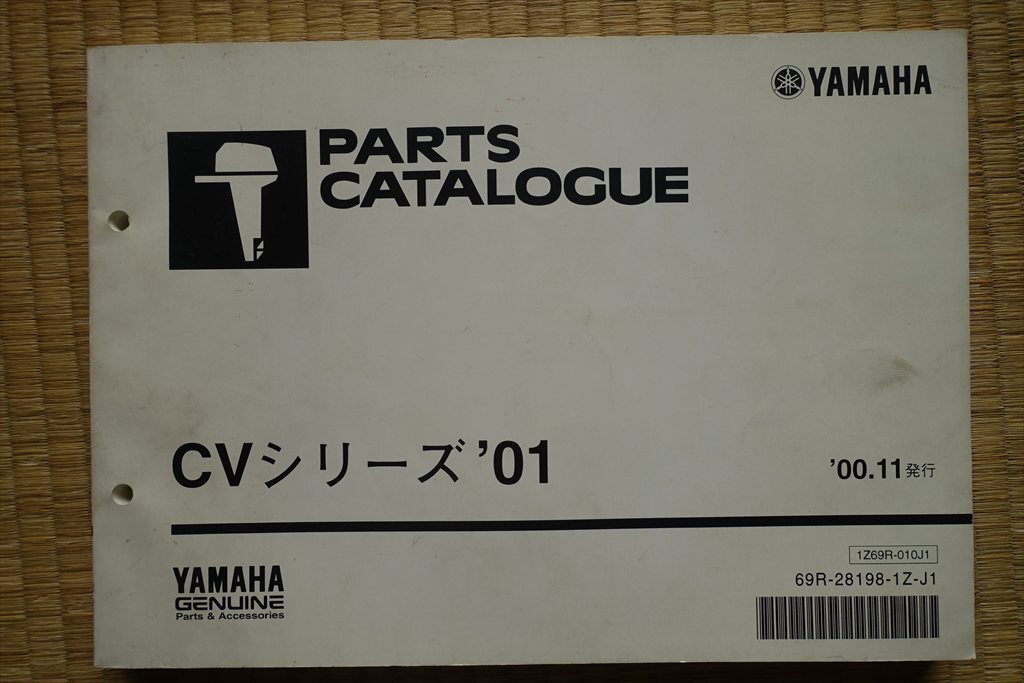 YAMAHA
PARTS
CATALOGUE
CVシリーズ '01
'00.11発行
1Z69R-010J1
69R-28198-1Z-J1
YAMAHA
GENUINE
Parts & Accessories